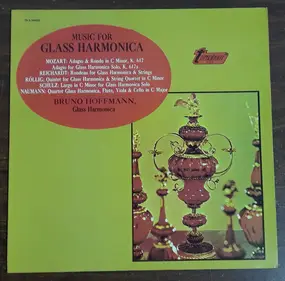 MUSIC FOR
GLASS HARMONICA
MOZART: Adagio & Rondo in C Minor, K. 617
Adagio for Glass Harmonica Solo, K. 617a
REICHARDT: Rondeau for Glass Harmonica & Strings
RÖLLIG: Quintet for Glass Harmonica & String Quartet in C Minor
SCHULZ: Largo in C Minor for Glass Harmonica Solo
NAUMANN: Quartet Glass Harmonica, Flute, Viola & Cello in C Major
BRUNO HOFFMANN,
Glass Harmonica